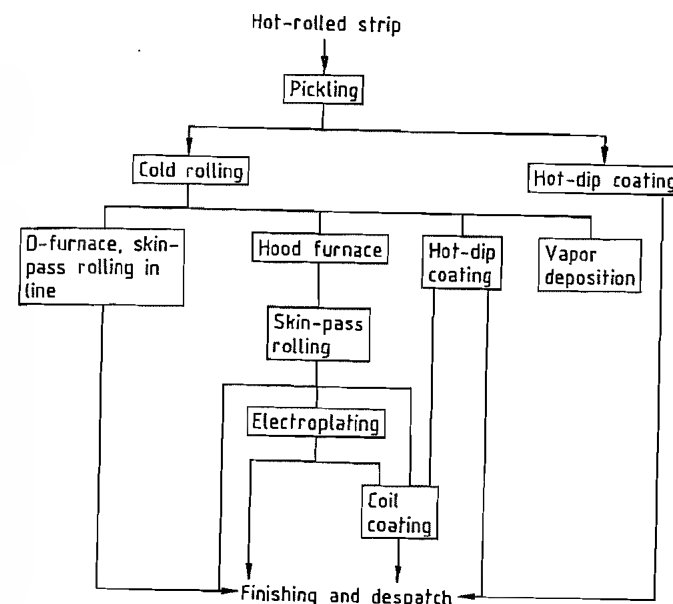 Hot-rolled strip
Pickling
Cold rolling
Hot-dip coating
D-furnace, skin-
pass rolling in
line
Hood furnace
Hot-dip
coating
Vapor
deposition
Skin-pass
rolling
Electroplating
Coil
coating
Finishing and despatch